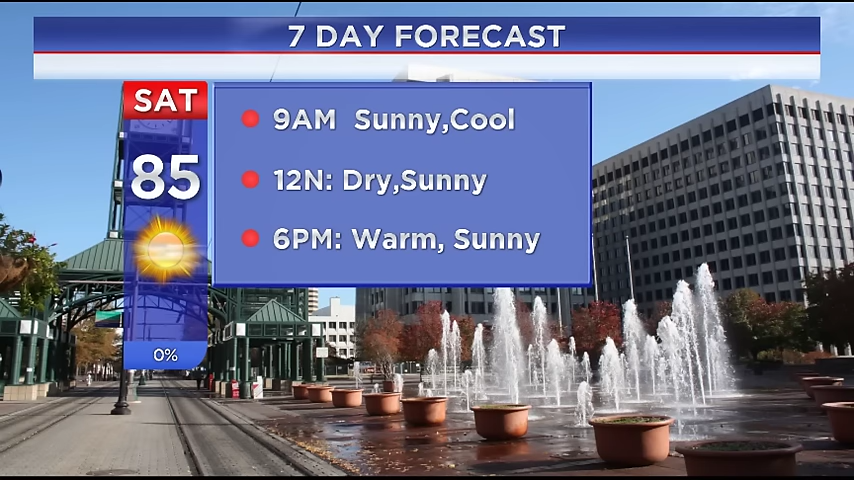 7 DAY FORECAST
SAT
85
0%
9AM  Sunny,Cool
12N: Dry,Sunny
6PM: Warm, Sunny